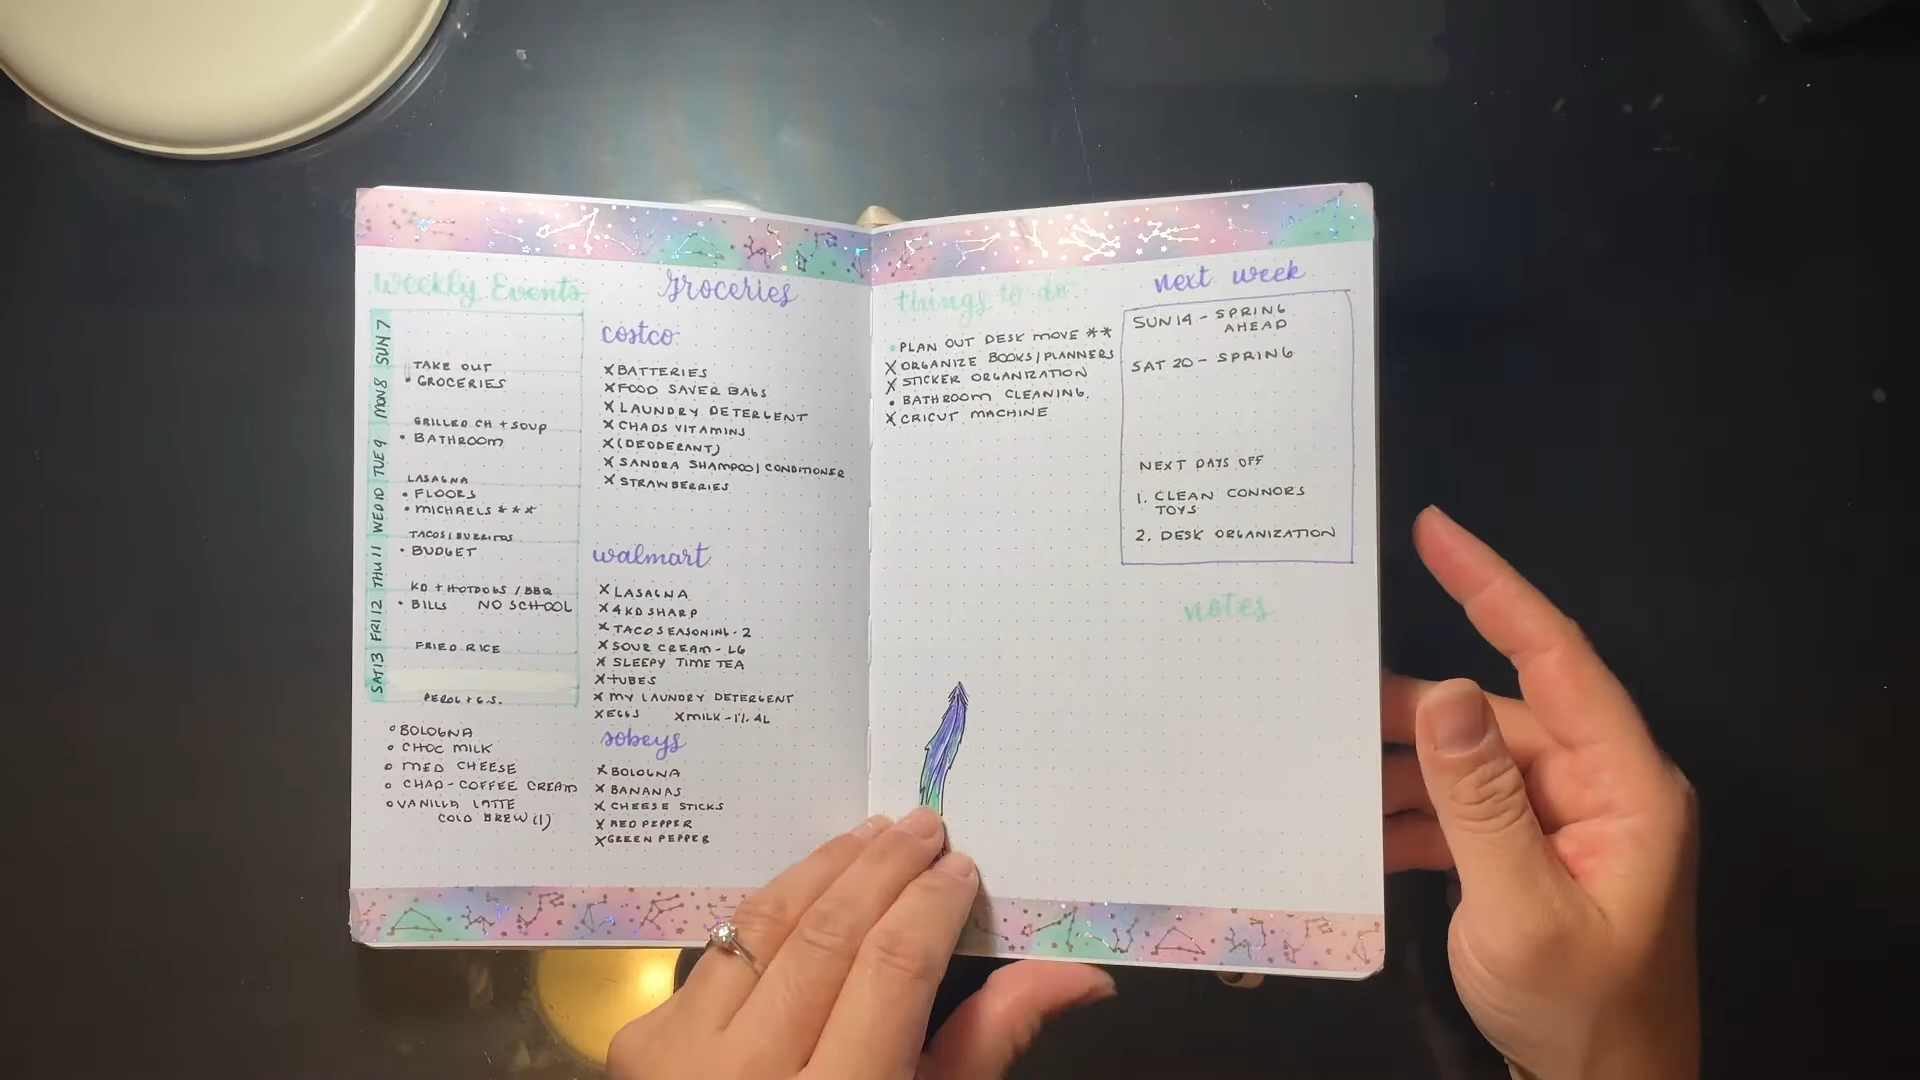 weekly Events
SUN 7
TAKE OUT
• GROCERIES
MON 8
GRILLED CH + SOUP
• BATHROOM
TUE 9
LASAGNA
• FLOORS
• MICHAELS ***
WED 10
TACOS/BURRITOS
• BUDGET
THU 11
KD + HOTDOGS / BBQ
• BILLS NO SCHOOL
FRI 12
FRIED RICE
SAT 13
PEROG + G.S.
○ BOLOGNA
○ CHOC MILK
○ MED CHEESE
○ CHAD - COFFEE CREAM
○ VANILLA LATTE
COLD BREW (1)
groceries
costco
X BATTERIES
X FOOD SAVER BAGS
X LAUNDRY DETERGENT
X CHADS VITAMINS
X (DEODERANT)
X SANDRA SHAMPOO/CONDITIONER
X STRAWBERRIES
walmart
X LASAGNA
X 4 KD SHARP
X TACO SEASONING - 2
X SOUR CREAM - LG
X SLEEPY TIME TEA
X TUBES
X MY LAUNDRY DETERGENT
X EGGS X MILK - 1% 4L
sobeys
X BOLOGNA
X BANANAS
X CHEESE STICKS
X RED PEPPER
X GREEN PEPPER
things to do
• PLAN OUT DESK MOVE **
X ORGANIZE BOOKS/PLANNERS
X STICKER ORGANIZATION
• BATHROOM CLEANING
X CRICUT MACHINE
next week
SUN 14 - SPRING
AHEAD
SAT 20 - SPRING
NEXT DAYS OFF
1. CLEAN CONNORS
TOYS
2. DESK ORGANIZATION
notes